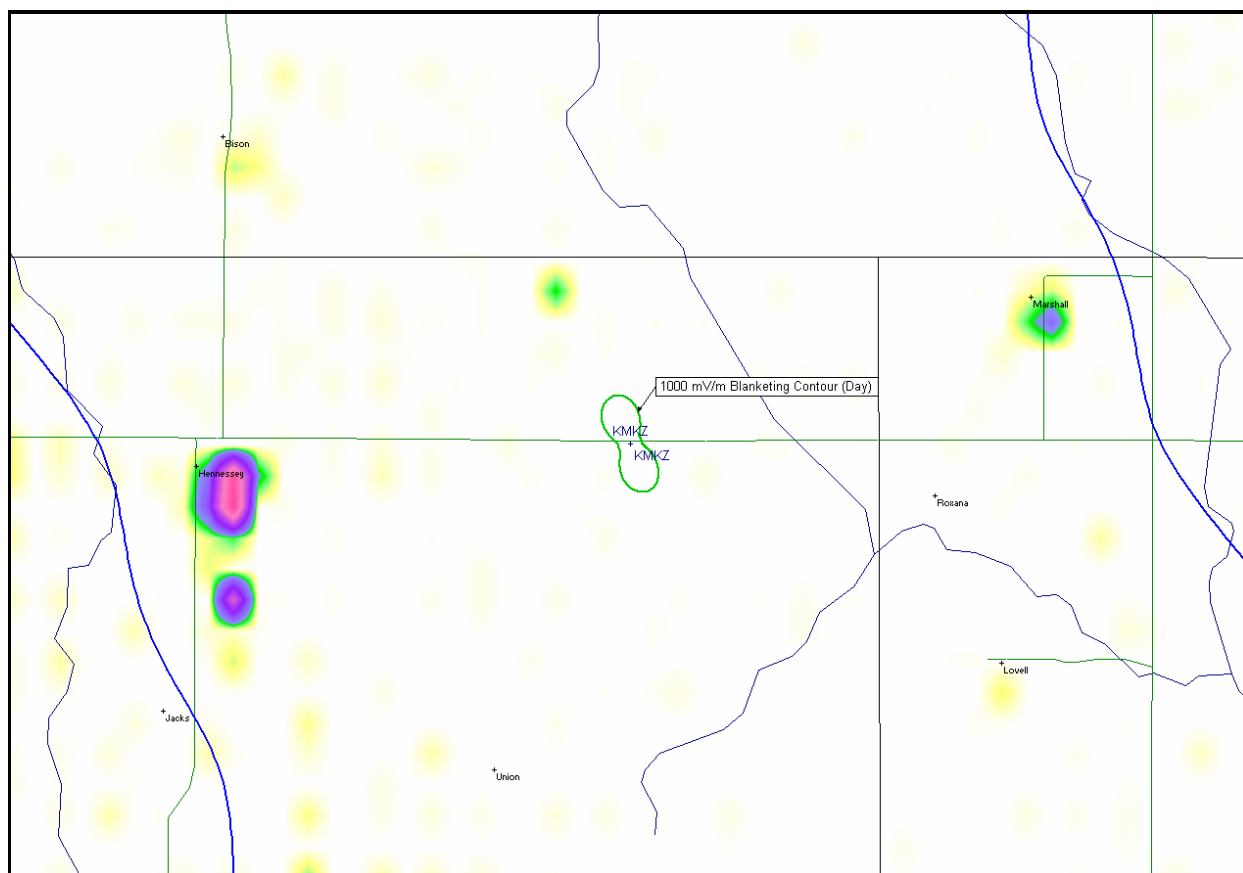 Bison
Marshall
1000 mV/m Blanketing Contour (Day)
KMKZ
KMKZ
Hennessey
Roxana
Lovell
Jacks
Union